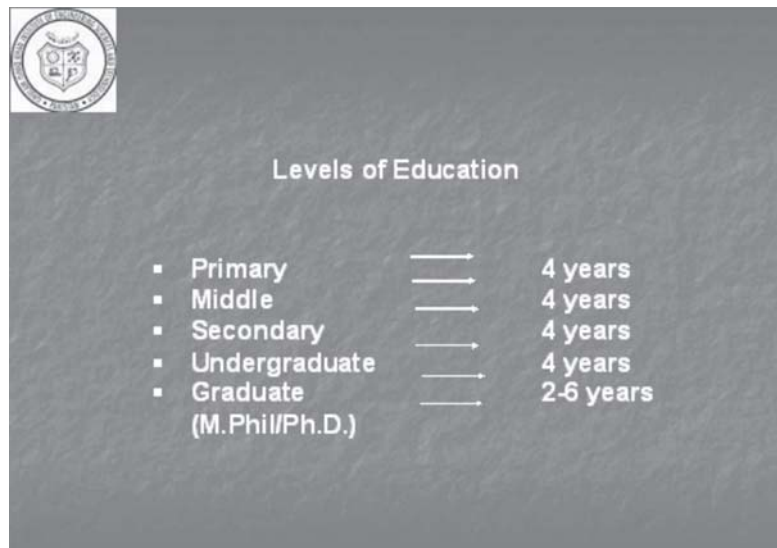 Levels of Education
▪ Primary 4 years
▪ Middle 4 years
▪ Secondary 4 years
▪ Undergraduate 4 years
▪ Graduate 2-6 years
(M.Phil/Ph.D.)